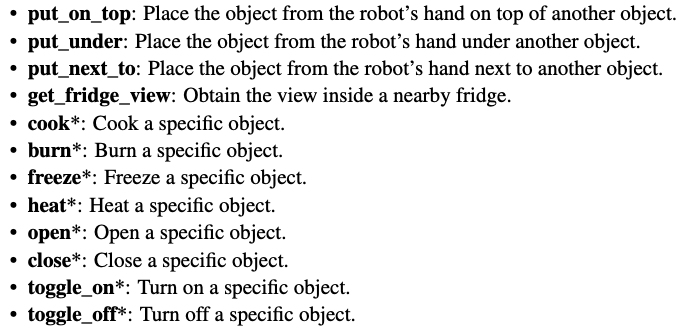 • put_on_top: Place the object from the robot’s hand on top of another object.
• put_under: Place the object from the robot’s hand under another object.
• put_next_to: Place the object from the robot’s hand next to another object.
• get_fridge_view: Obtain the view inside a nearby fridge.
• cook*: Cook a specific object.
• burn*: Burn a specific object.
• freeze*: Freeze a specific object.
• heat*: Heat a specific object.
• open*: Open a specific object.
• close*: Close a specific object.
• toggle_on*: Turn on a specific object.
• toggle_off*: Turn off a specific object.